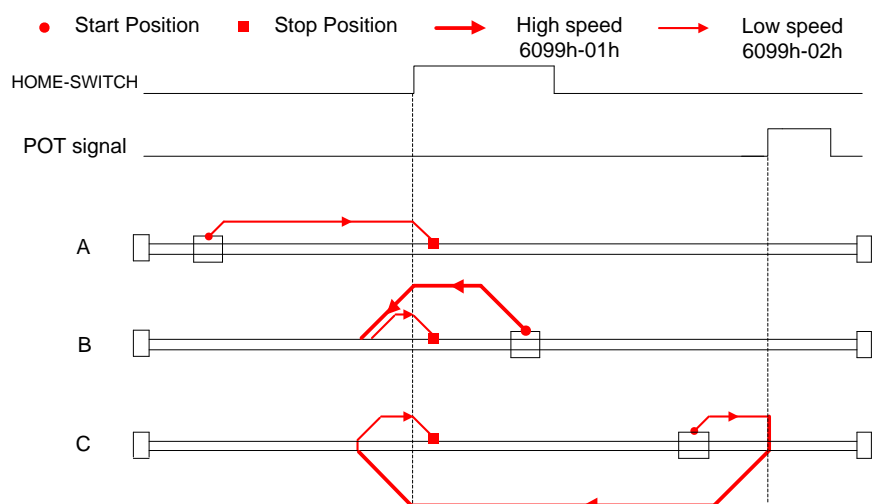 Start Position Stop Position High speed Low speed
6099h-01h 6099h-02h
HOME-SWITCH
POT signal
A
B
C